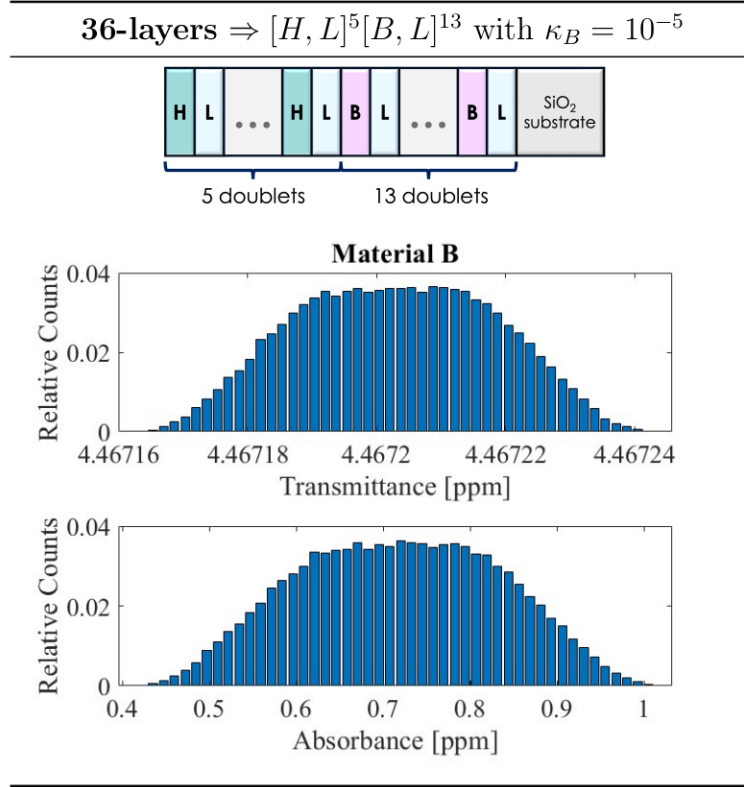 36-layers ⇒ [H, L]⁵[B, L]¹³ with κ_B = 10⁻⁵
H L ... H L B L ... B L SiO₂ substrate
5 doublets 13 doublets
Material B
Relative Counts
0.04
0.02
0
4.46716 4.46718 4.4672 4.46722 4.46724
Transmittance [ppm]
Relative Counts
0.04
0.02
0
0.4 0.5 0.6 0.7 0.8 0.9 1
Absorbance [ppm]